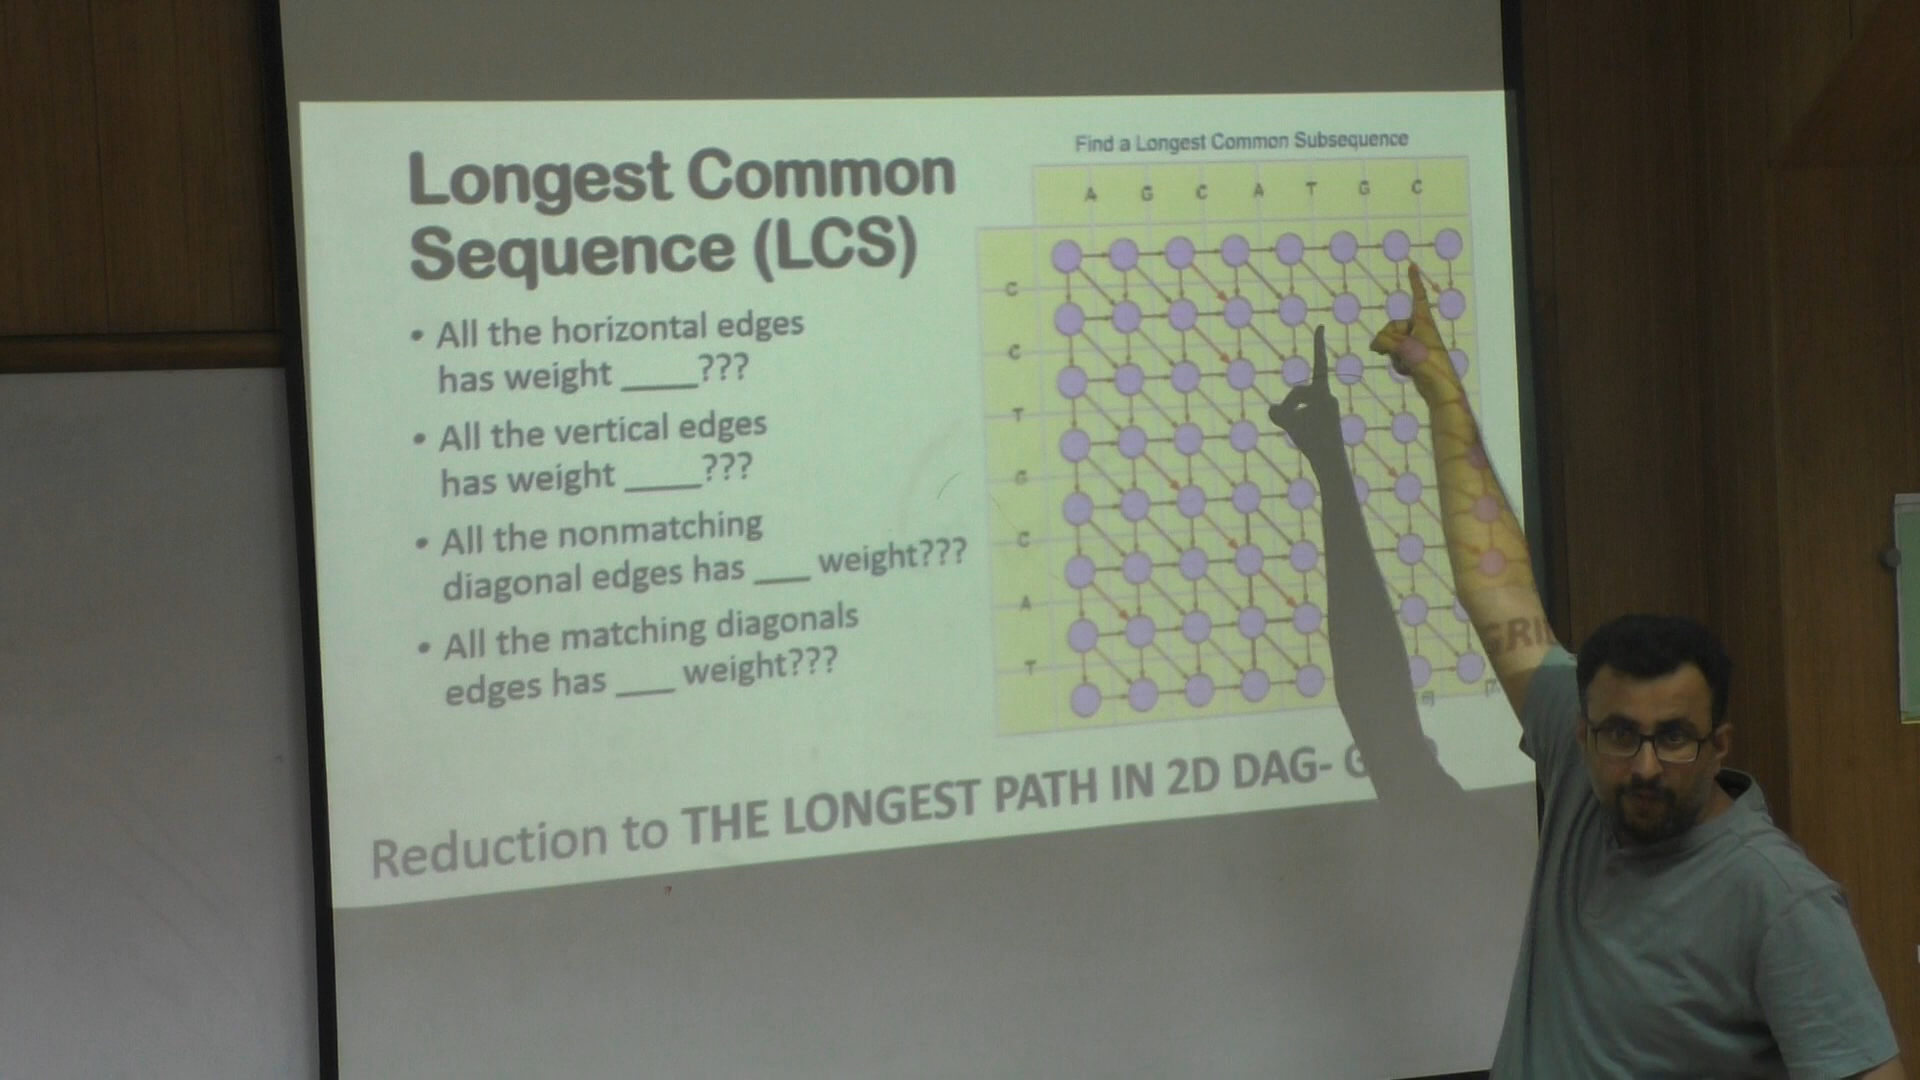 Longest Common
Sequence (LCS)
• All the horizontal edges
has weight ____???
• All the vertical edges
has weight ____???
• All the nonmatching
diagonal edges has ___ weight???
• All the matching diagonals
edges has ___ weight???
Find a Longest Common Subsequence
A G C A T G C
C
C
T
G
C
A
T
Reduction to THE LONGEST PATH IN 2D DAG-